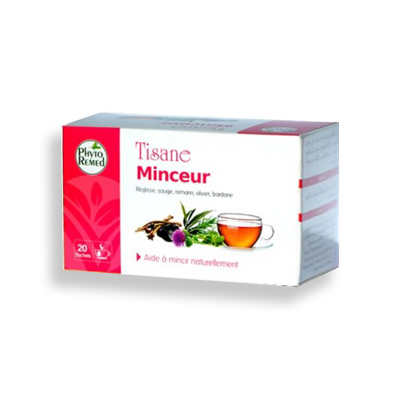 Phyto
Remed
Tisane
Minceur
Réglisse, sauge, romarin, olivier, bardane
20
Sachets
Aide à mincir naturellement